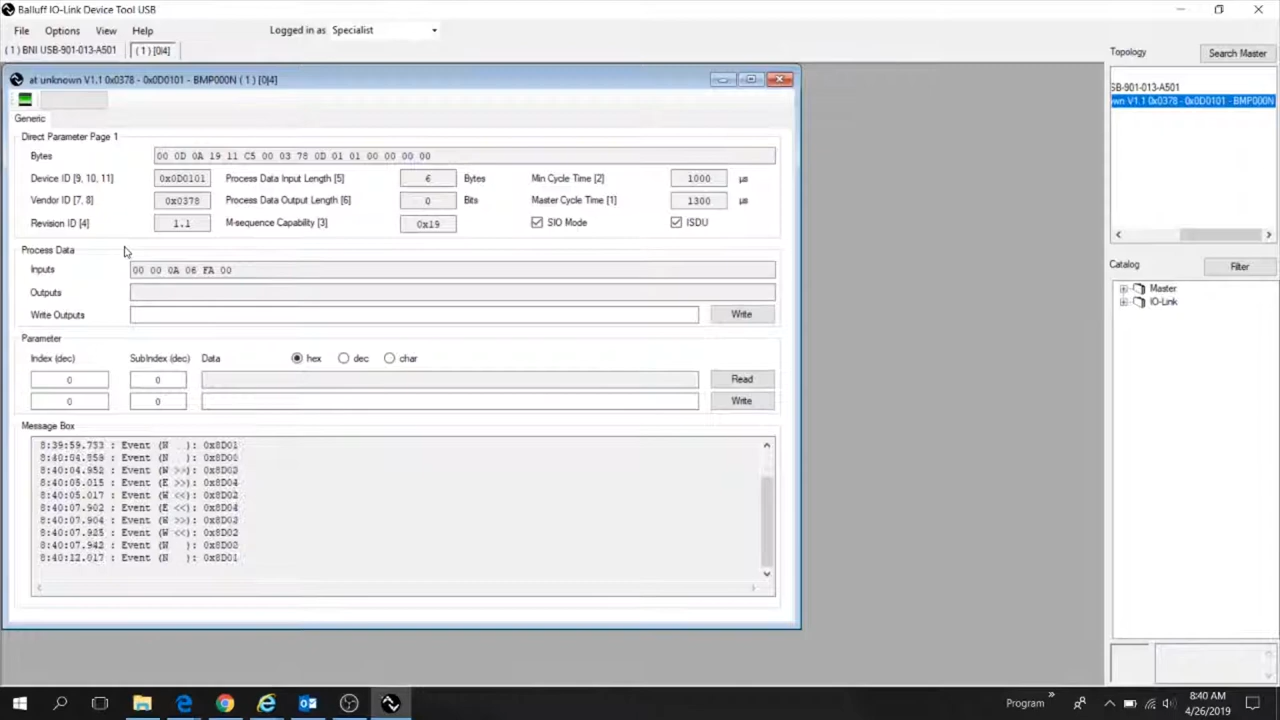 Balluff IO-Link Device Tool USB
File Options View Help Logged in as Specialist
( 1 ) BNI USB-901-013-A501 ( 1 ) [0|4]
Topology Search Master
at unknown V1.1 0x0378 - 0x0D0101 - BMP000N ( 1 ) [0|4]
SB-901-013-A501
wn V1.1 0x0378 - 0x0D0101 - BMP000N
Generic
Direct Parameter Page 1
Bytes 00 0D 0A 19 11 C5 00 03 78 0D 01 01 00 00 00 00
Device ID [9, 10, 11] 0x0D0101 Process Data Input Length [5] 6 Bytes Min Cycle Time [2] 1000 µs
Vendor ID [7, 8] 0x0378 Process Data Output Length [6] 0 Bits Master Cycle Time [1] 1300 µs
Revision ID [4] 1.1 M-sequence Capability [3] 0x19 SIO Mode ISDU
Process Data
Inputs 00 00 0A 06 FA 00
Outputs
Write Outputs Write
Catalog Filter
Master
IO-Link
Parameter
Index (dec) SubIndex (dec) Data hex dec char
0 0 Read
0 0 Write
Message Box
8:39:59.753 : Event (N ): 0x8D01
8:40:04.950 : Event (N ):
8:40:04.952 : Event (W >>):
8:40:05.015 : Event (E >>): 0x8D04
8:40:05.017 : Event (W <<): 0x8D02
8:40:07.902 : Event (E <<): 0x8D04
8:40:07.904 : Event (W >>):
8:40:07.925 : Event (W <<): 0x8D02
8:40:07.942 : Event (N ):
8:40:12.017 : Event (N ): 0x8D01
Program » 8:40 AM
4/26/2019